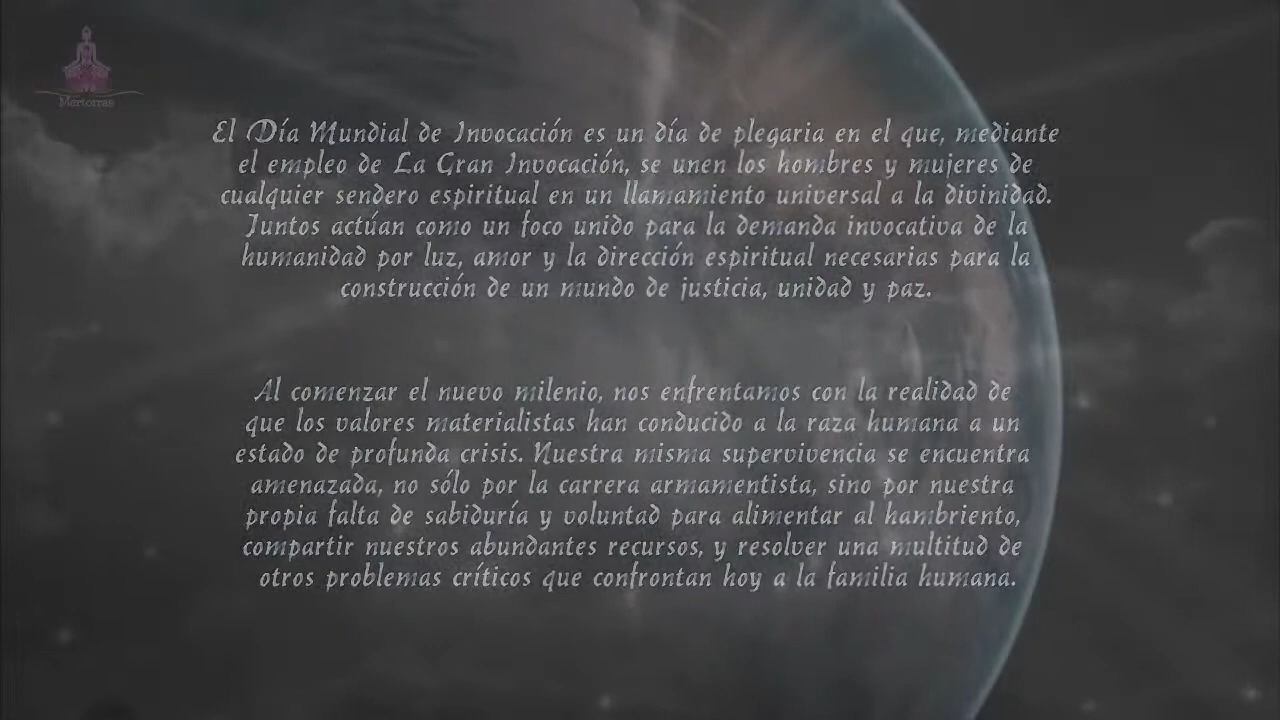 Mertorras
El Día Mundial de Invocación es un día de plegaria en el que, mediante
el empleo de La Gran Invocación, se unen los hombres y mujeres de
cualquier sendero espiritual en un llamamiento universal a la divinidad.
Juntos actúan como un foco unido para la demanda invocativa de la
humanidad por luz, amor y la dirección espiritual necesarias para la
construcción de un mundo de justicia, unidad y paz.
Al comenzar el nuevo milenio, nos enfrentamos con la realidad de
que los valores materialistas han conducido a la raza humana a un
estado de profunda crisis. Nuestra misma supervivencia se encuentra
amenazada, no sólo por la carrera armamentista, sino por nuestra
propia falta de sabiduría y voluntad para alimentar al hambriento,
compartir nuestros abundantes recursos, y resolver una multitud de
otros problemas críticos que confrontan hoy a la familia humana.